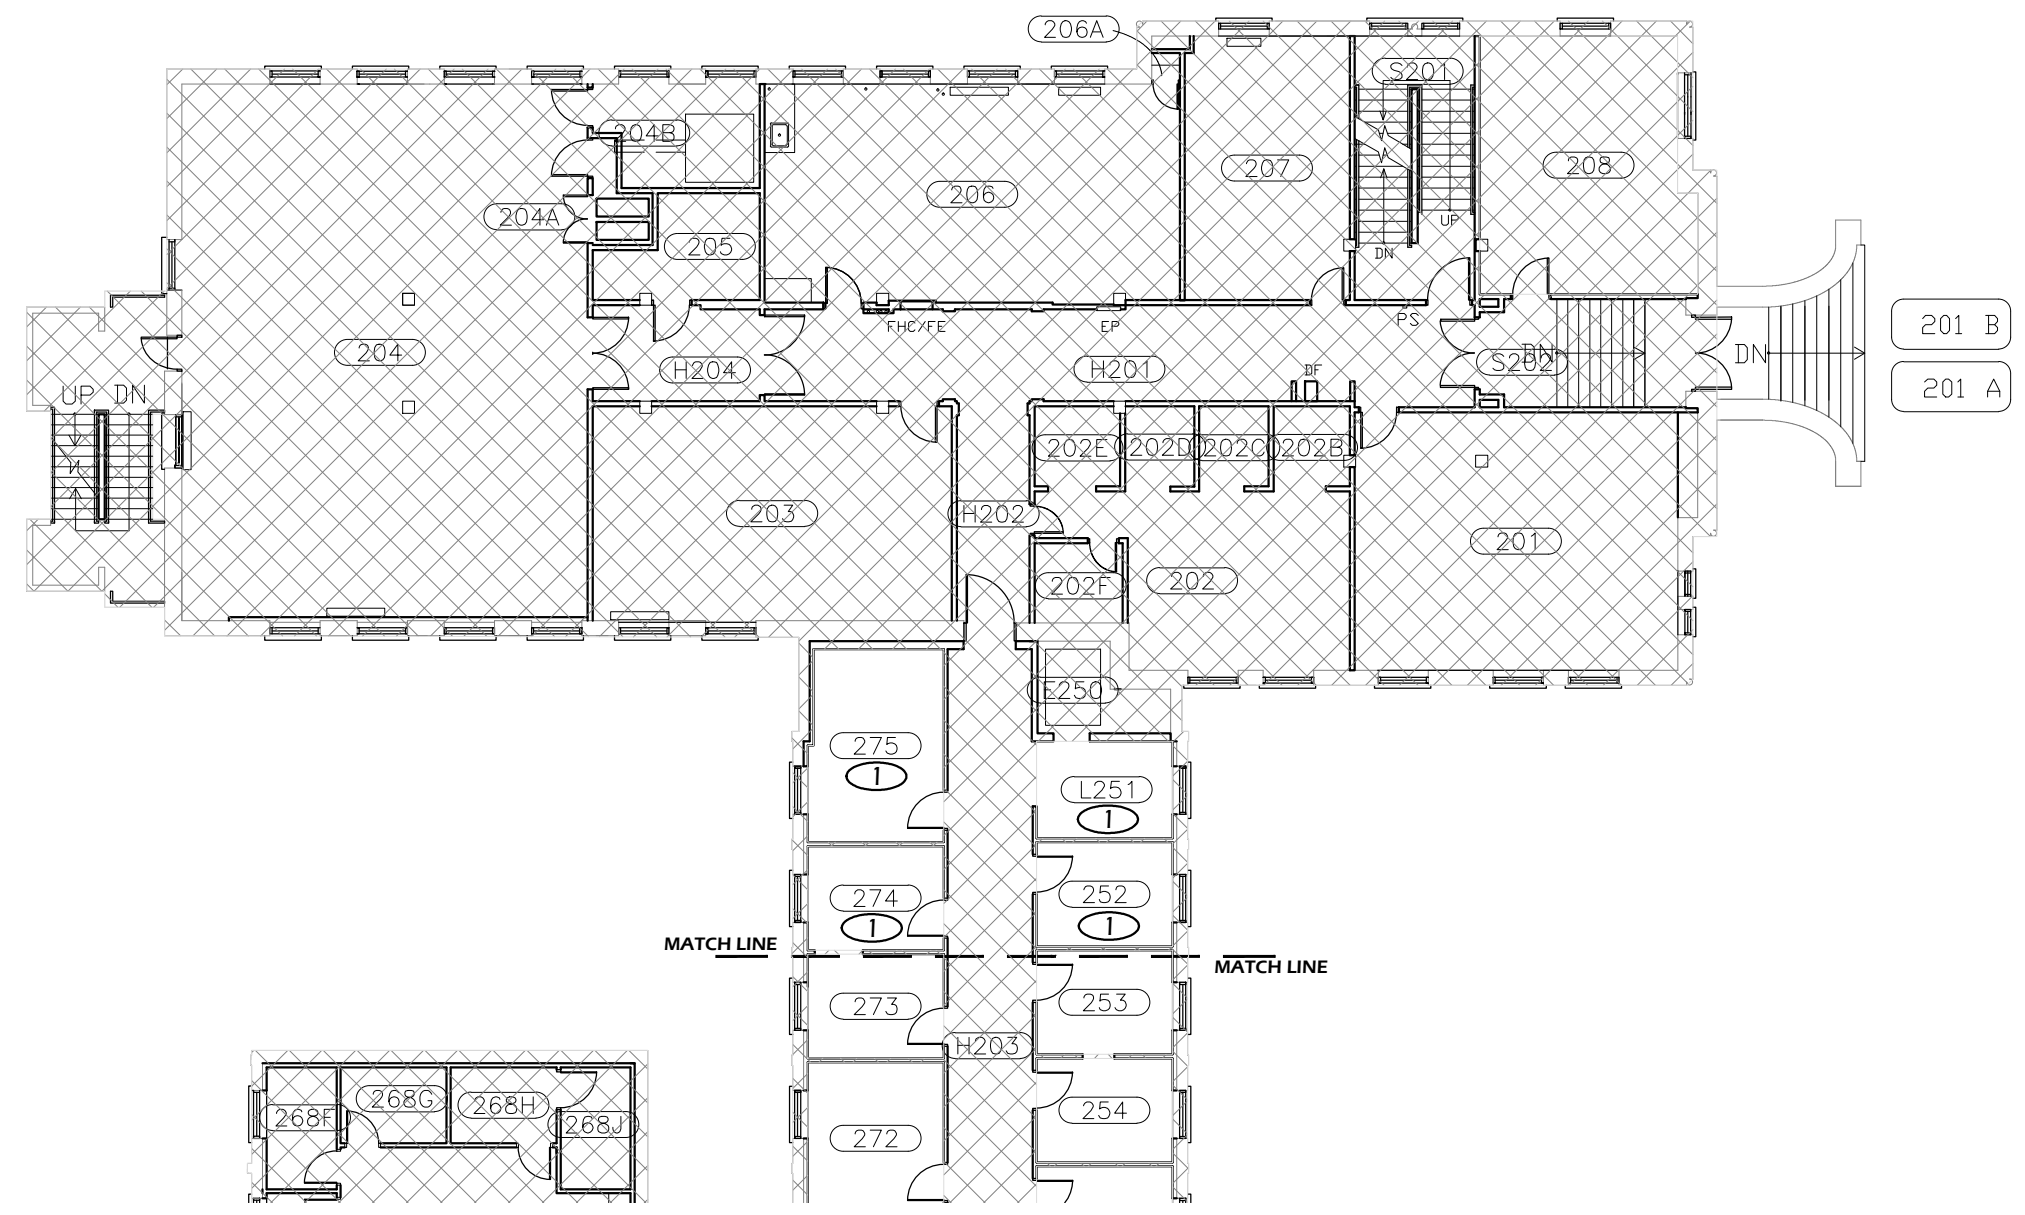 206A
S201
204B
207
208
206
204A
UP
205
DN
FHC/FE
EP
PS
201 B
204
H204
H201
DF
S202
DN
DN
201 A
UP DN
202E
202D
202C
202B
203
H202
201
202F
202
E250
275
1
L251
1
274
1
252
1
MATCH LINE
MATCH LINE
273
253
H203
268F
268G
268H
268J
254
272